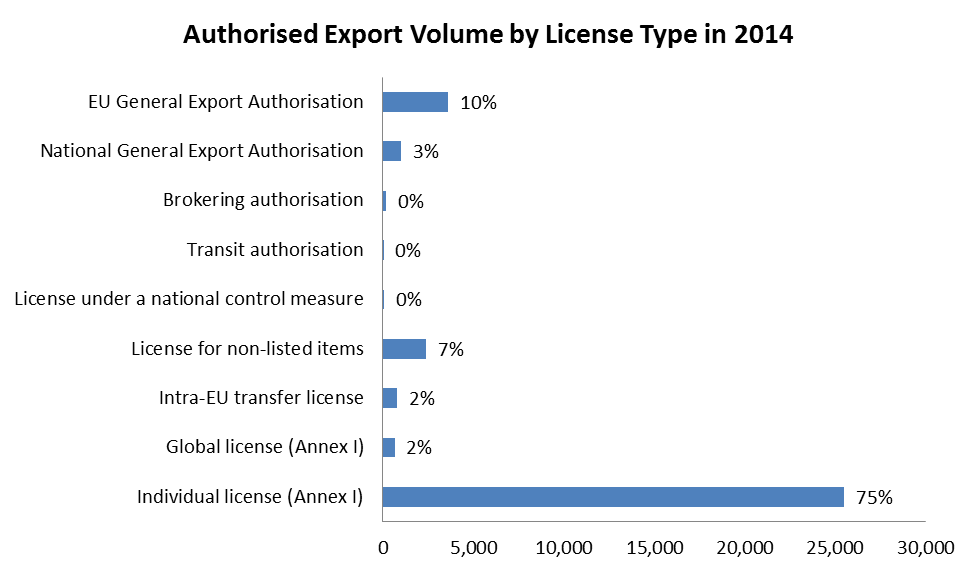 Authorised Export Volume by License Type in 2014
EU General Export Authorisation 10%
National General Export Authorisation 3%
Brokering authorisation 0%
Transit authorisation 0%
License under a national control measure 0%
License for non-listed items 7%
Intra-EU transfer license 2%
Global license (Annex I) 2%
Individual license (Annex I) 75%
0 5,000 10,000 15,000 20,000 25,000 30,000